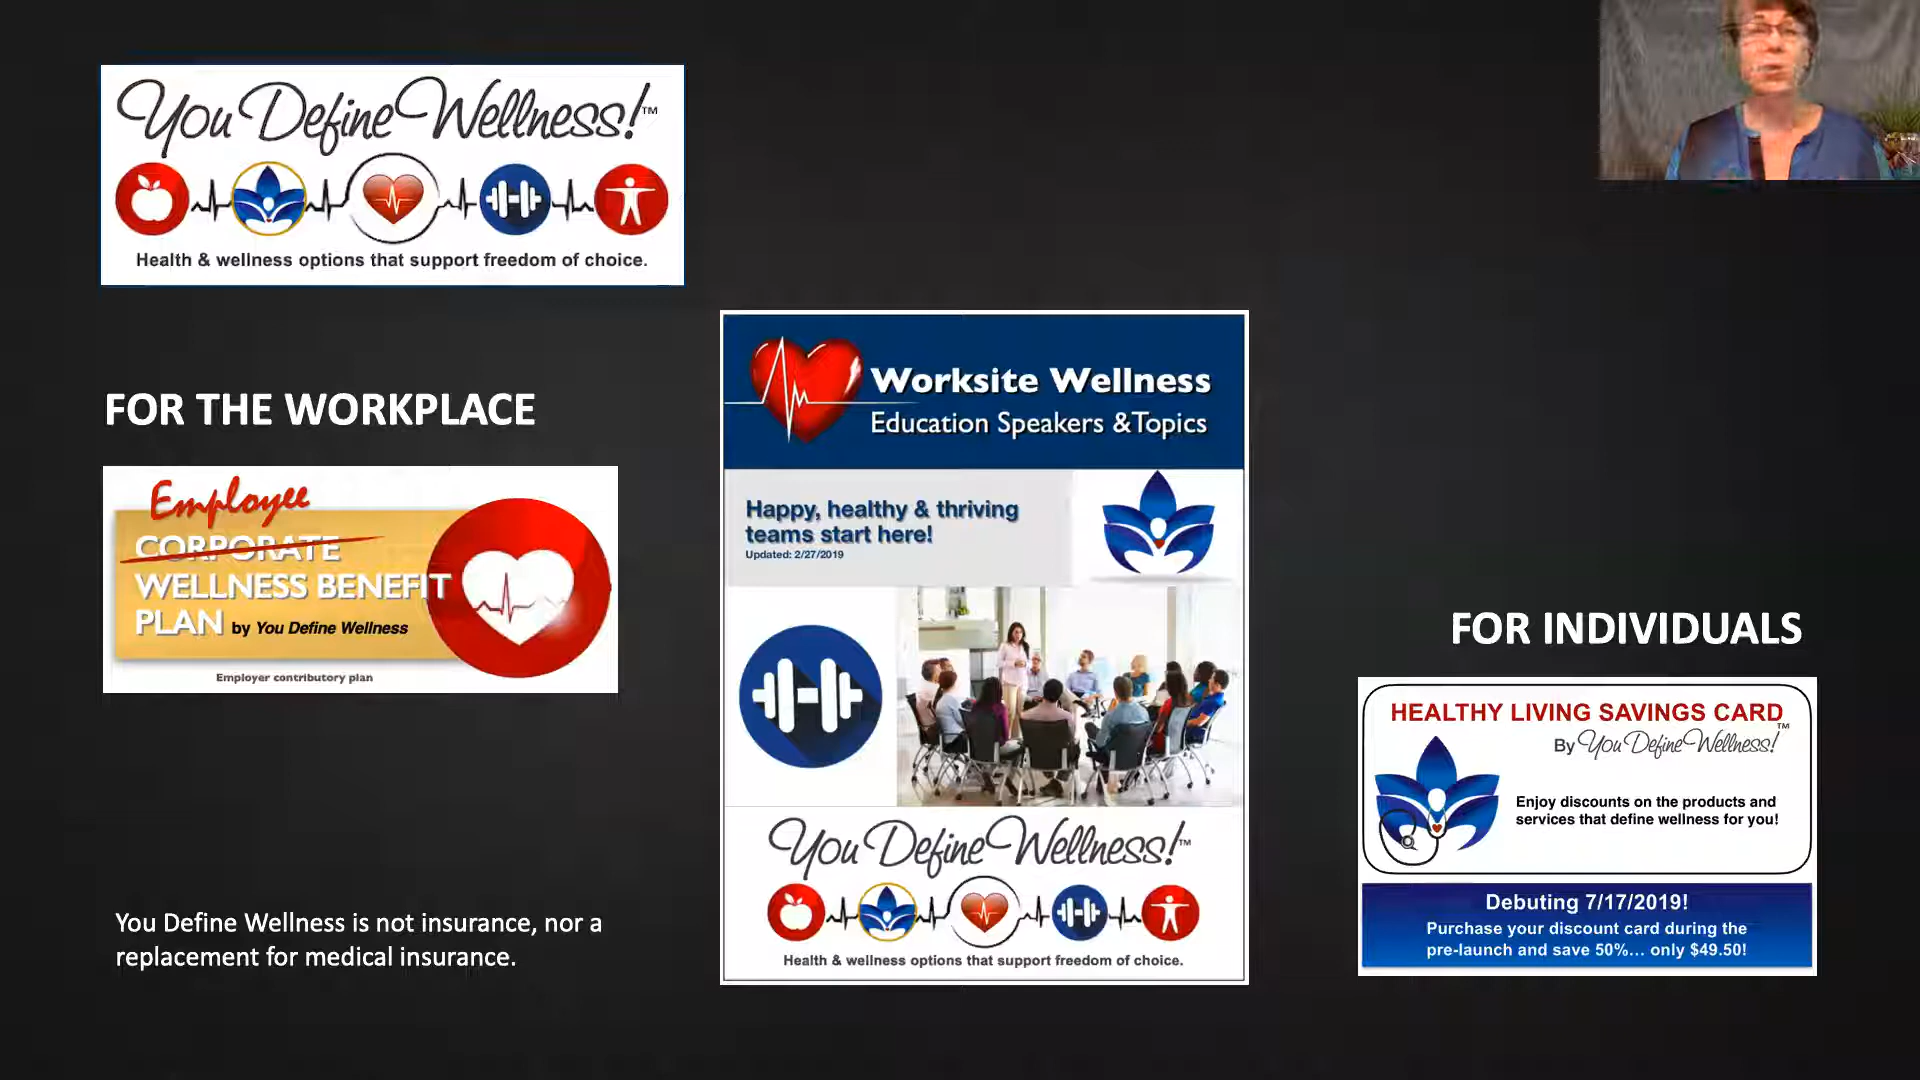 You Define Wellness!™
Health & wellness options that support freedom of choice.
FOR THE WORKPLACE
Employee
CORPORATE
WELLNESS BENEFIT
PLAN by You Define Wellness
Employer contributory plan
You Define Wellness is not insurance, nor a
replacement for medical insurance.
Worksite Wellness
Education Speakers &Topics
Happy, healthy & thriving
teams start here!
Updated: 2/27/2019
You Define Wellness!™
Health & wellness options that support freedom of choice.
FOR INDIVIDUALS
HEALTHY LIVING SAVINGS CARD™
By You Define Wellness!
Enjoy discounts on the products and
services that define wellness for you!
Debuting 7/17/2019!
Purchase your discount card during the
pre-launch and save 50%... only $49.50!